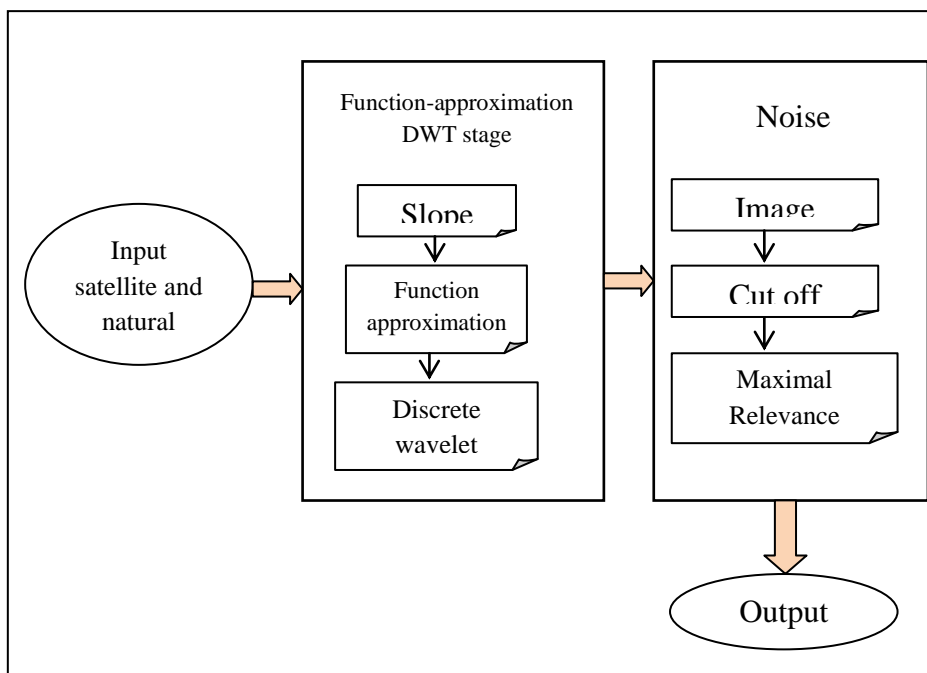 Function-approximation
DWT stage
Noise
Slope
Image
Input
satellite and
natural
Function
approximation
Cut off
Discrete
wavelet
Maximal
Relevance
Output